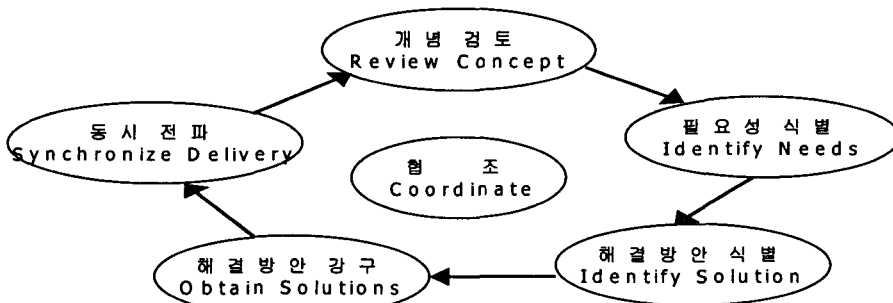 개념 검토
Review Concept
필요성 식별
Identify Needs
해결방안 식별
Identify Solution
해결방안 강구
Obtain Solutions
동시 전파
Synchronize Delivery
협 조
Coordinate